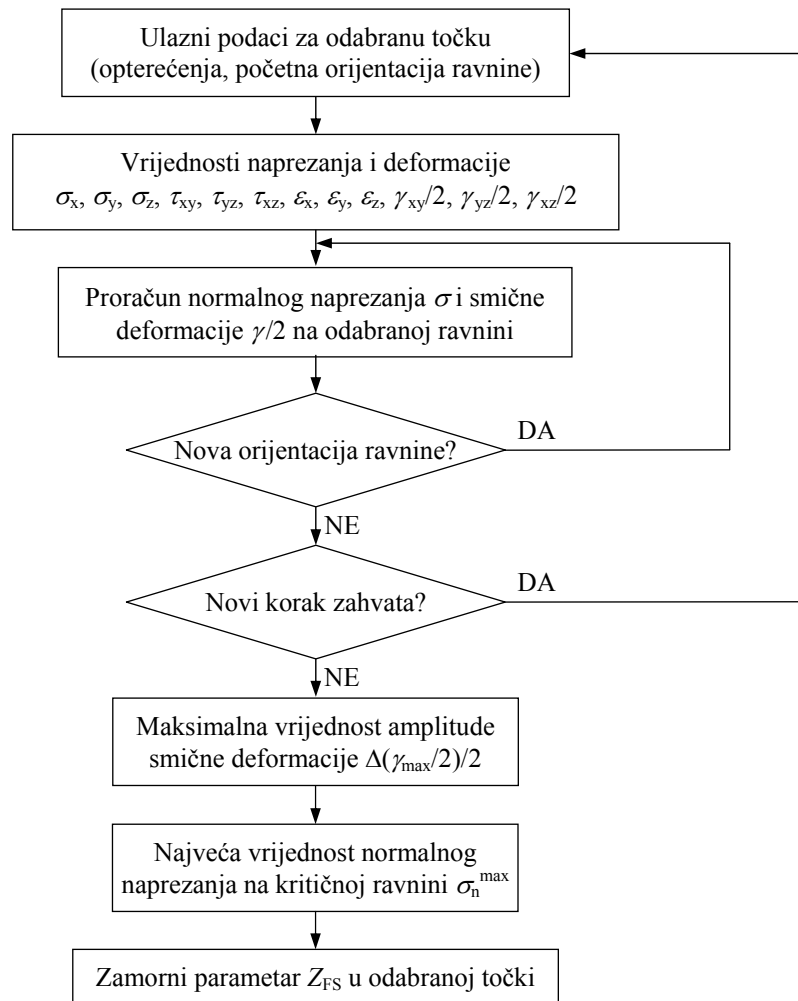 Ulazni podaci za odabranu točku
(opterećenja, početna orijentacija ravnine)
Vrijednosti naprezanja i deformacije
σx, σy, σz, τxy, τyz, τxz, εx, εy, εz, γxy/2, γyz/2, γxz/2
Proračun normalnog naprezanja σ i smične
deformacije γ/2 na odabranoj ravnini
Nova orijentacija ravnine?
DA
NE
Novi korak zahvata?
DA
NE
Maksimalna vrijednost amplitude
smične deformacije Δ(γmax/2)/2
Najveća vrijednost normalnog
naprezanja na kritičnoj ravnini σn^max
Zamorni parametar ZFS u odabranoj točki